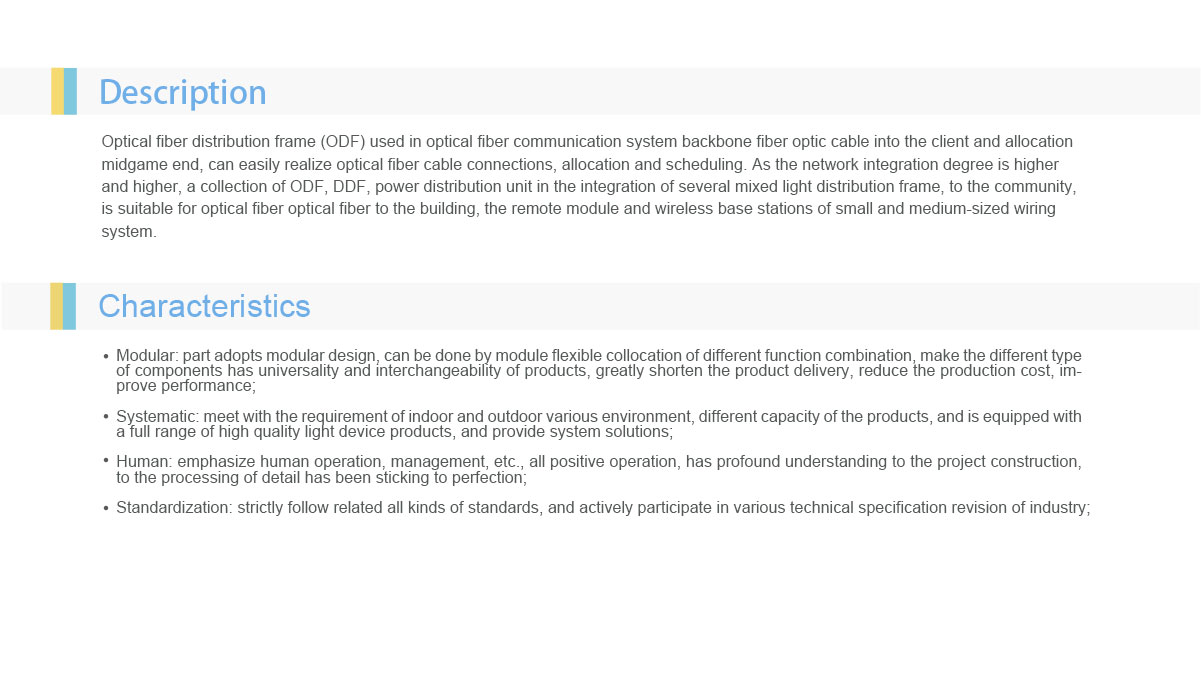 Description
Optical fiber distribution frame (ODF) used in optical fiber communication system backbone fiber optic cable into the client and allocation
midgame end, can easily realize optical fiber cable connections, allocation and scheduling. As the network integration degree is higher
and higher, a collection of ODF, DDF, power distribution unit in the integration of several mixed light distribution frame, to the community,
is suitable for optical fiber optical fiber to the building, the remote module and wireless base stations of small and medium-sized wiring
system.
Characteristics
• Modular: part adopts modular design, can be done by module flexible collocation of different function combination, make the different type
of components has universality and interchangeability of products, greatly shorten the product delivery, reduce the production cost, im-
prove performance;
• Systematic: meet with the requirement of indoor and outdoor various environment, different capacity of the products, and is equipped with
a full range of high quality light device products, and provide system solutions;
• Human: emphasize human operation, management, etc., all positive operation, has profound understanding to the project construction,
to the processing of detail has been sticking to perfection;
• Standardization: strictly follow related all kinds of standards, and actively participate in various technical specification revision of industry;